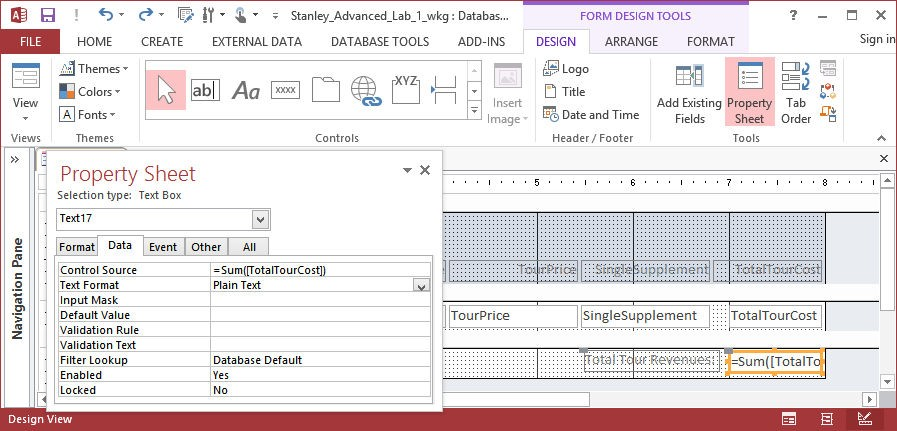 Stanley_Advanced_Lab_1_wkg : Databas...
FORM DESIGN TOOLS
?
FILE HOME CREATE EXTERNAL DATA DATABASE TOOLS ADD-INS DESIGN ARRANGE FORMAT Sign in
View
Views
Themes
Colors
Fonts
Themes
ab
Aa
xxxx
XYZ
Controls
Insert
Image
Logo
Title
Date and Time
Header / Footer
Add Existing
Fields
Property
Sheet
Tab
Order
Tools
Navigation Pane
Property Sheet
Selection type: Text Box
Text17
Format Data Event Other All
Control Source =Sum([TotalTourCost])
Text Format Plain Text
Input Mask
Default Value
Validation Rule
Validation Text
Filter Lookup Database Default
Enabled Yes
Locked No
5 6 7 8
TourPrice SingleSupplement TotalTourCost
TourPrice SingleSupplement TotalTourCost
Total Tour Revenues: =Sum([TotalTo
Design View